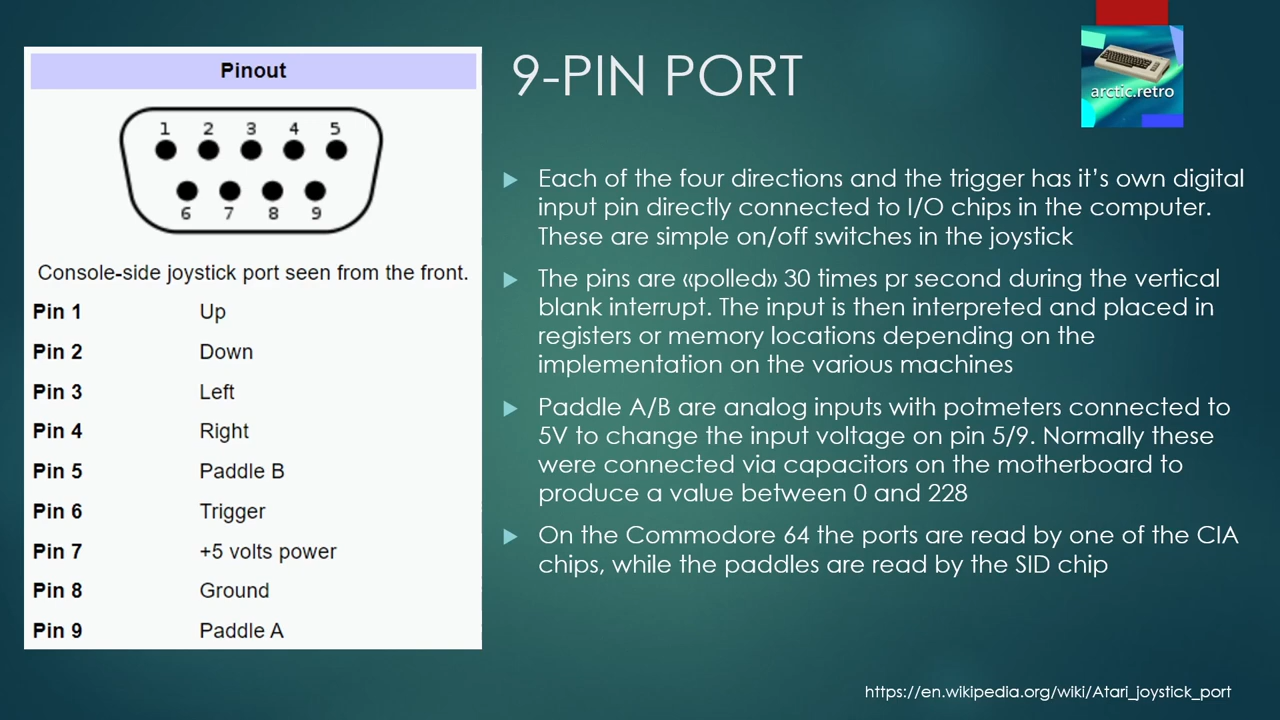 Pinout
1 2 3 4 5
6 7 8 9
Console-side joystick port seen from the front.
Pin 1 Up
Pin 2 Down
Pin 3 Left
Pin 4 Right
Pin 5 Paddle B
Pin 6 Trigger
Pin 7 +5 volts power
Pin 8 Ground
Pin 9 Paddle A
9-PIN PORT
arctic.retro
Each of the four directions and the trigger has it's own digital
input pin directly connected to I/O chips in the computer.
These are simple on/off switches in the joystick
The pins are «polled» 30 times pr second during the vertical
blank interrupt. The input is then interpreted and placed in
registers or memory locations depending on the
implementation on the various machines
Paddle A/B are analog inputs with potmeters connected to
5V to change the input voltage on pin 5/9. Normally these
were connected via capacitors on the motherboard to
produce a value between 0 and 228
On the Commodore 64 the ports are read by one of the CIA
chips, while the paddles are read by the SID chip
https://en.wikipedia.org/wiki/Atari_joystick_port